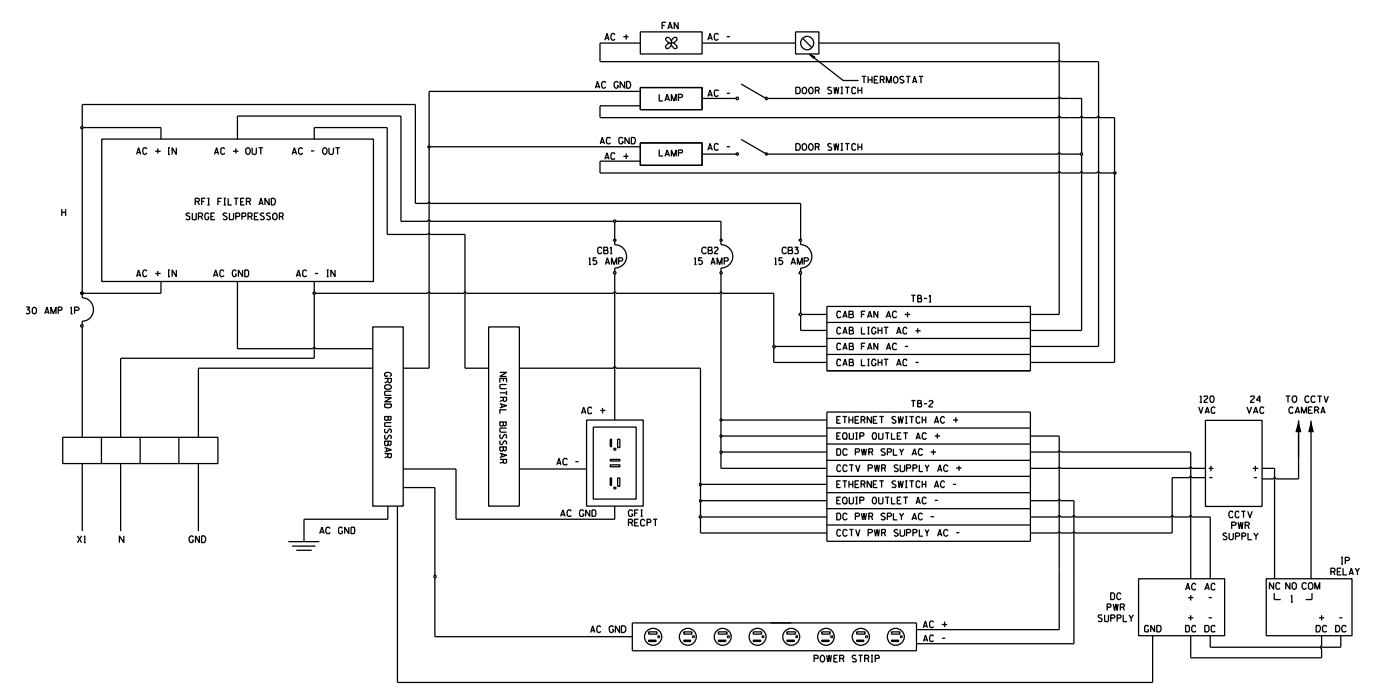 FAN
AC +
AC -
THERMOSTAT
AC GND
LAMP
AC -
DOOR SWITCH
AC GND
AC +
LAMP
AC -
DOOR SWITCH
AC + IN
AC + OUT
AC - OUT
RFI FILTER AND
SURGE SUPPRESSOR
H
AC + IN
AC GND
AC - IN
30 AMP 1P
CB1
15 AMP
CB2
15 AMP
CB3
15 AMP
TB-1
CAB FAN AC +
CAB LIGHT AC +
CAB FAN AC -
CAB LIGHT AC -
GROUND BUSSBAR
NEUTRAL BUSSBAR
AC +
AC -
AC GND
GFI
RECPT
TB-2
ETHERNET SWITCH AC +
EQUIP OUTLET AC +
DC PWR SPLY AC +
CCTV PWR SUPPLY AC +
ETHERNET SWITCH AC -
EQUIP OUTLET AC -
DC PWR SPLY AC -
CCTV PWR SUPPLY AC -
120
VAC
24
VAC
TO CCTV
CAMERA
+
-
+
-
CCTV
PWR
SUPPLY
X1
N
GND
AC GND
IP
RELAY
NC NO COM
1
+ -
DC DC
DC
PWR
SUPPLY
AC AC
+ -
+ -
GND
DC DC
AC GND
AC +
AC -
POWER STRIP